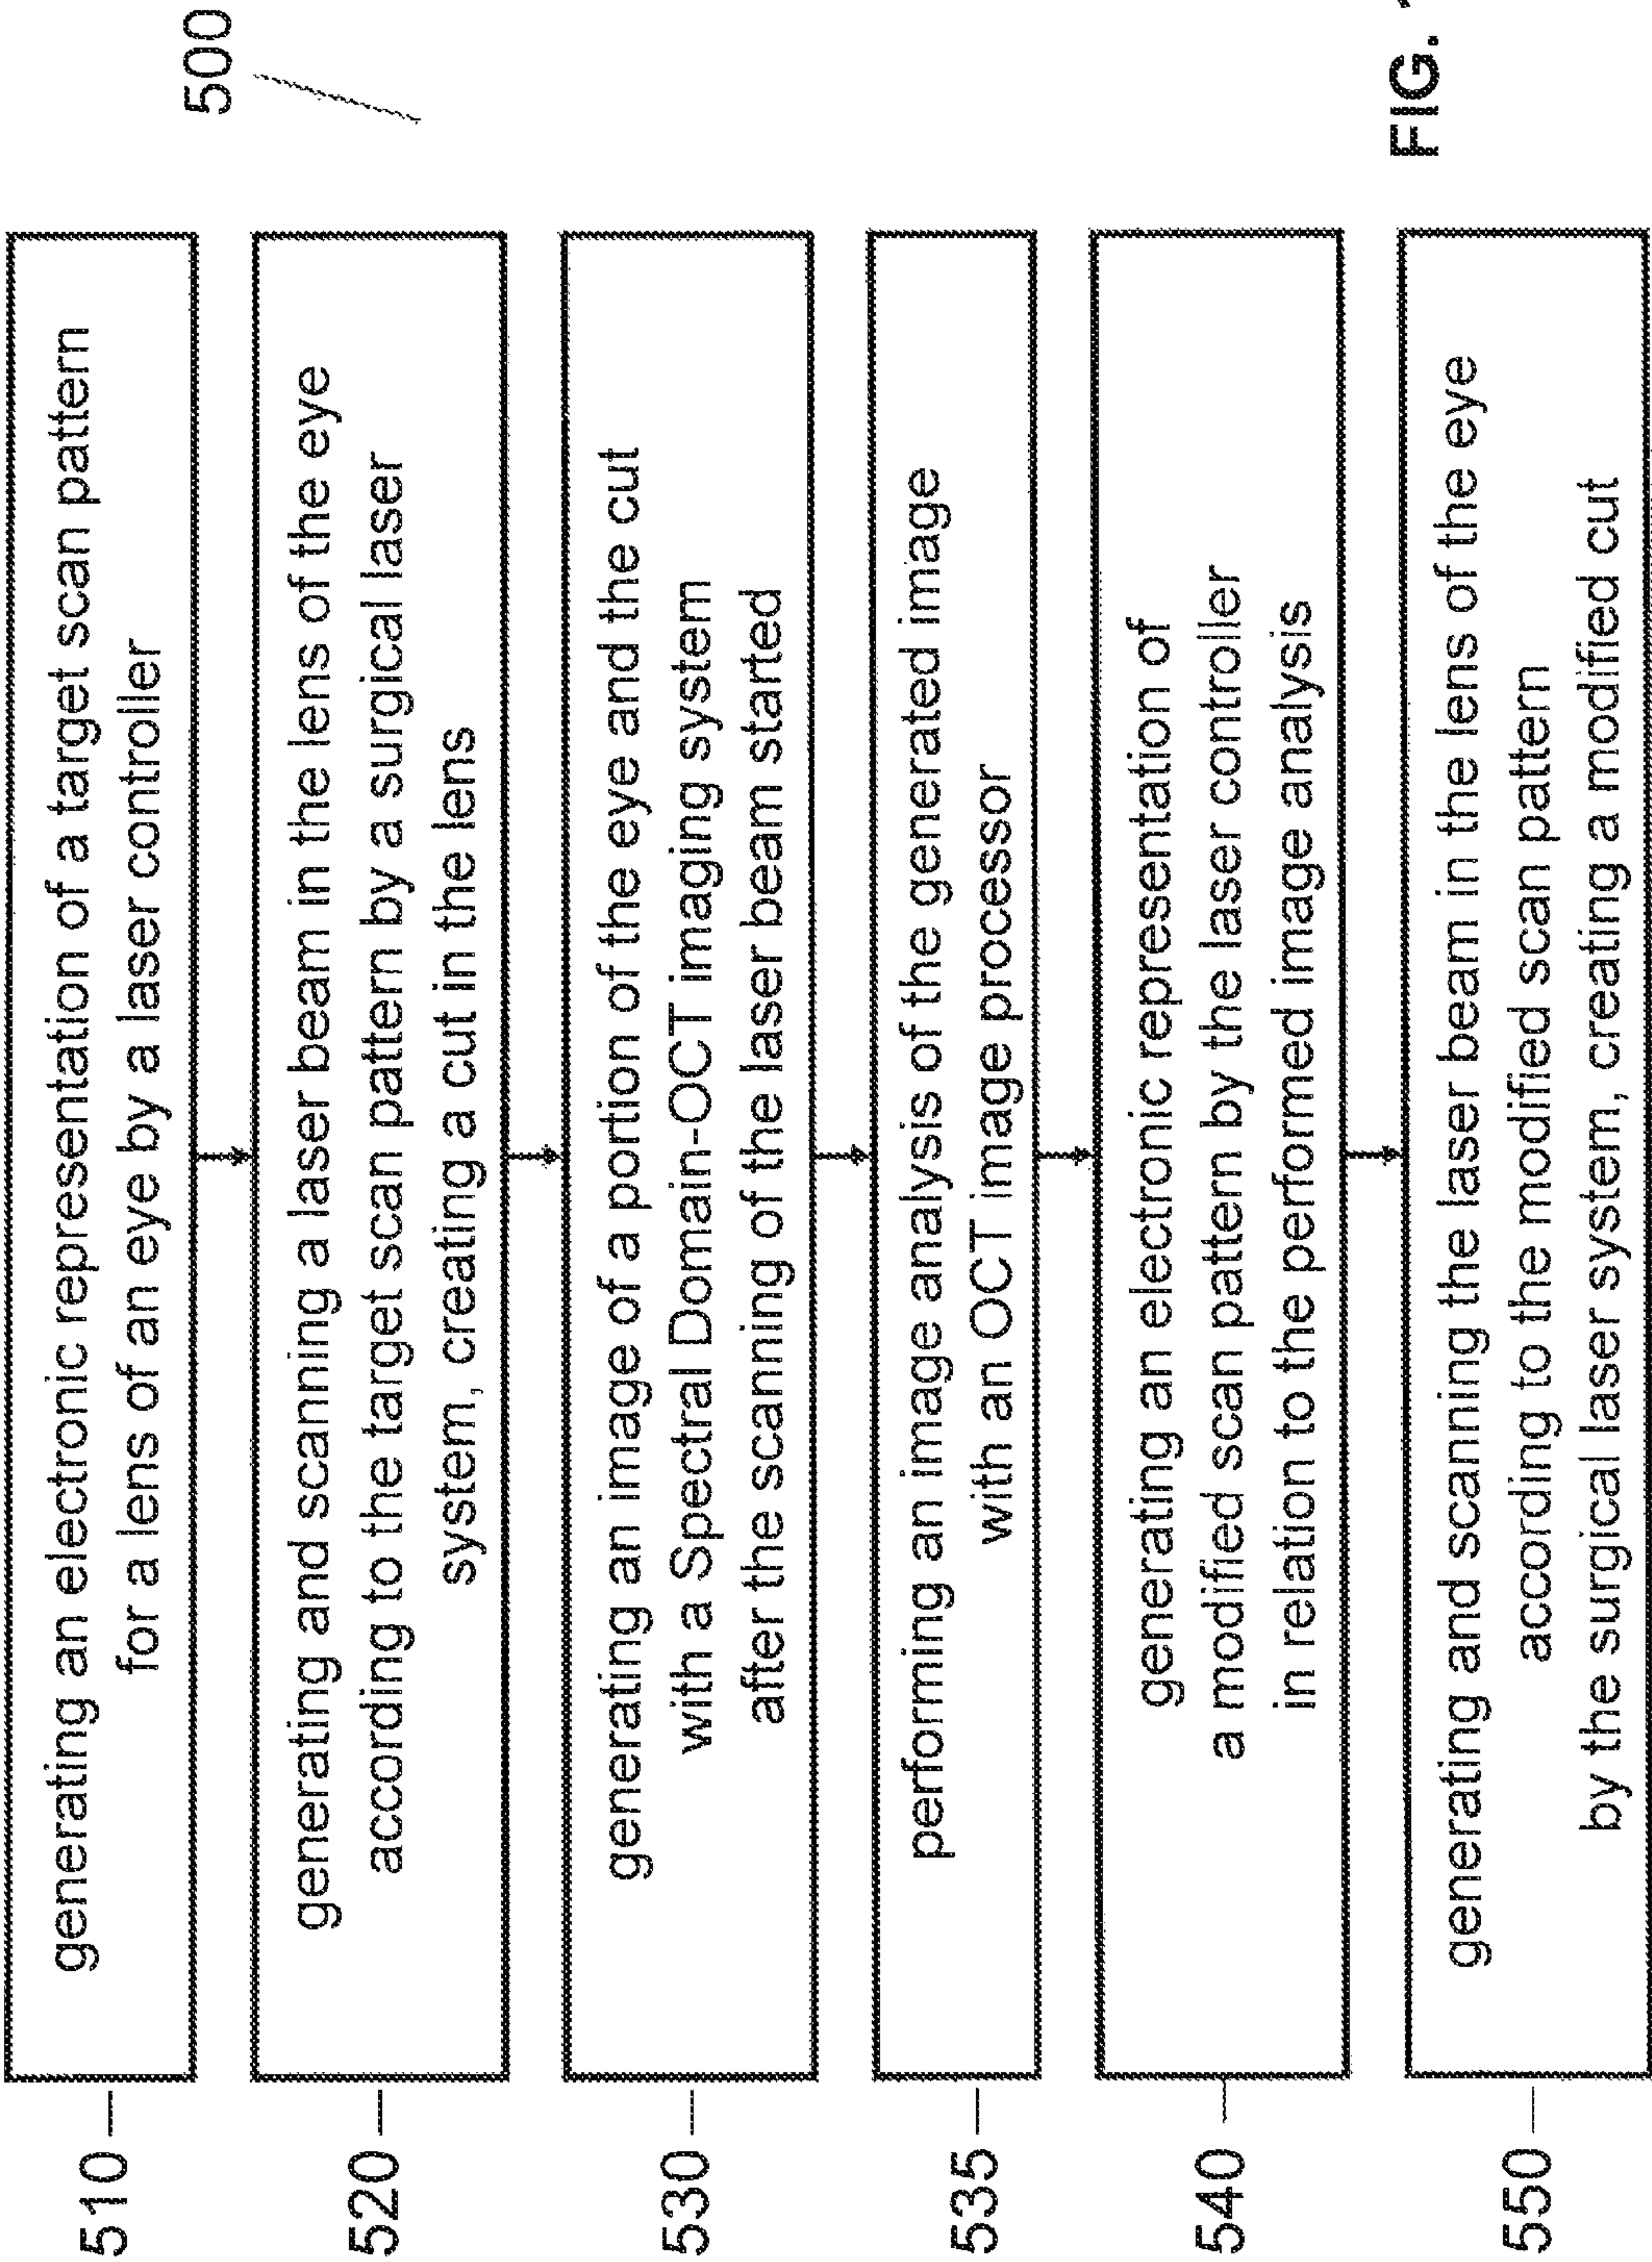 500
510
generating an electronic representation of a target scan pattern
for a lens of an eye by a laser controller
520
generating and scanning a laser beam in the lens of the eye
according to the target scan pattern by a surgical laser
system, creating a cut in the lens
530
generating an image of a portion of the eye and the cut
with a Spectral Domain-OCT imaging system
after the scanning of the laser beam started
535
performing an image analysis of the generated image
with an OCT image processor
540
generating an electronic representation of
a modified scan pattern by the laser controller
in relation to the performed image analysis
550
generating and scanning the laser beam in the lens of the eye
according to the modified scan pattern
by the surgical laser system, creating a modified cut
FIG.